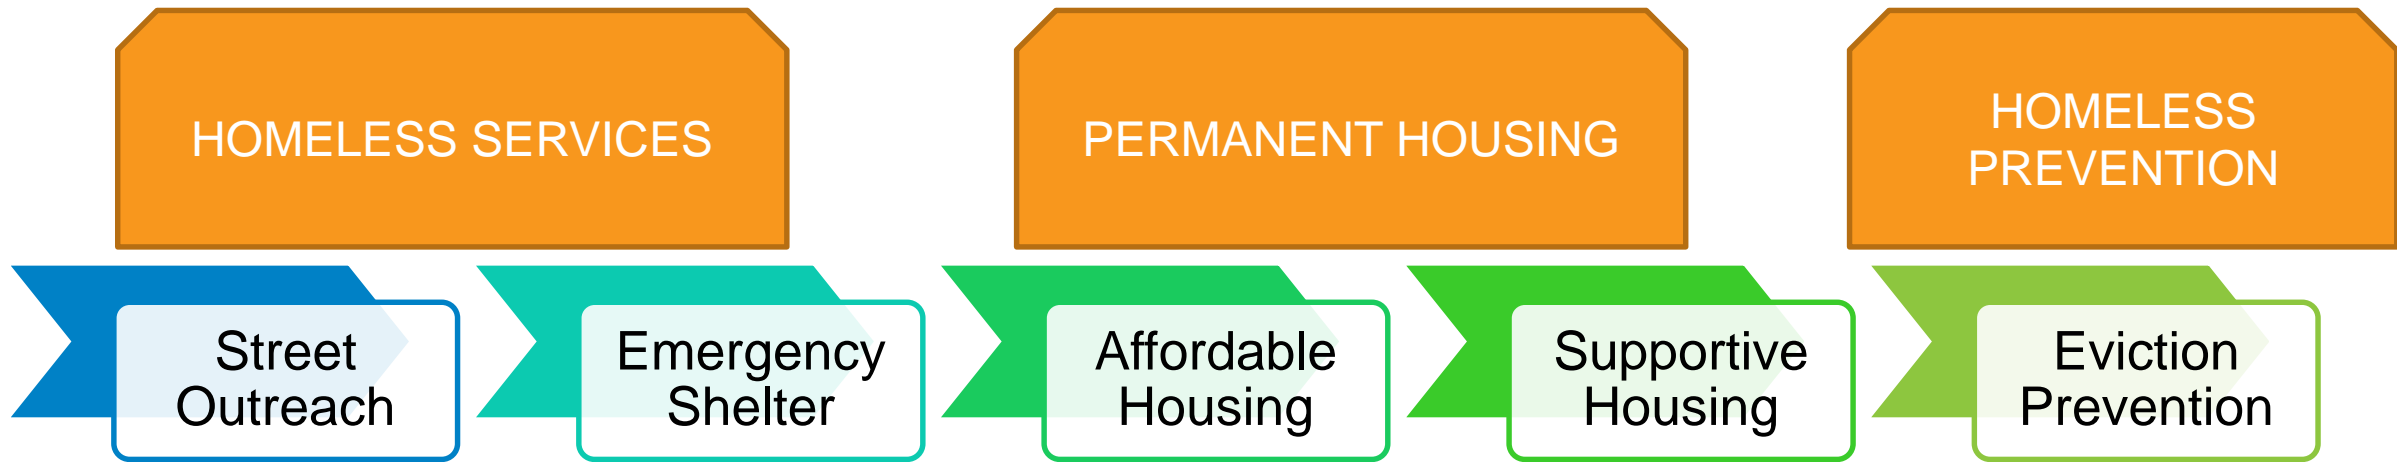 HOMELESS SERVICES
PERMANENT HOUSING
HOMELESS
PREVENTION
Street
Outreach
Emergency
Shelter
Affordable
Housing
Supportive
Housing
Eviction
Prevention